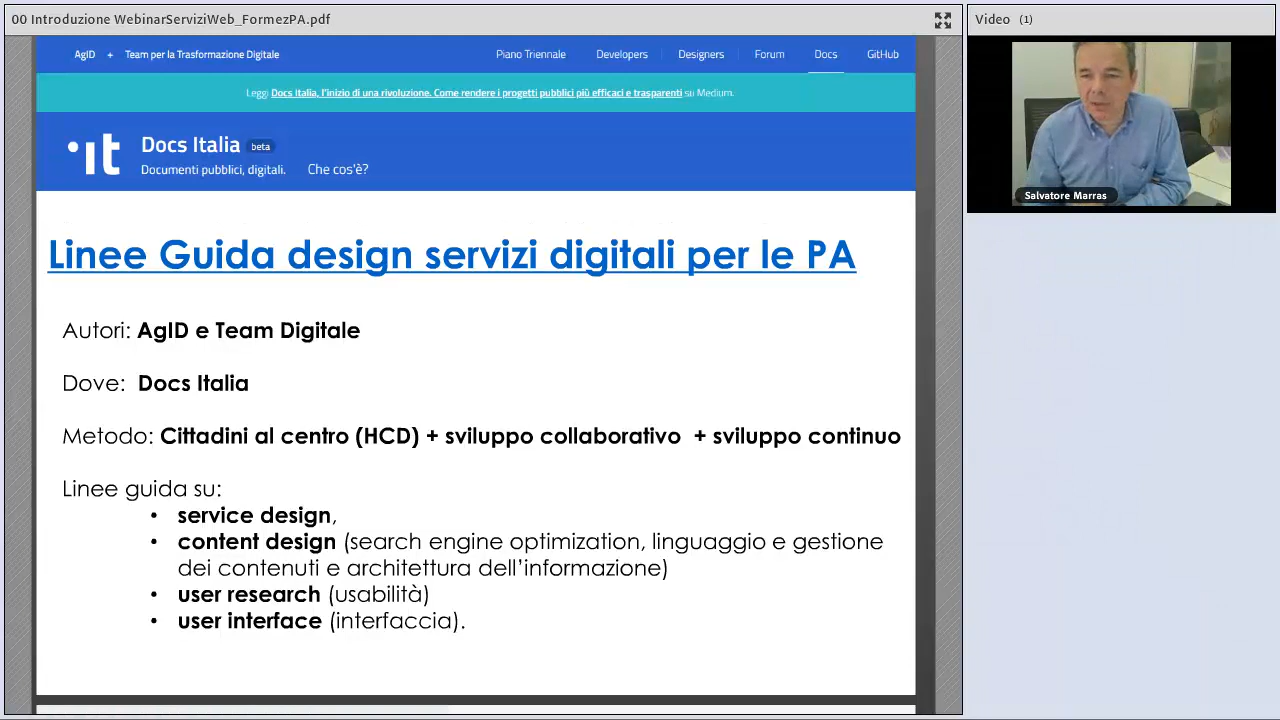 00 Introduzione WebinarServiziWeb_FormezPA.pdf
Video (1)
AgID + Team per la Trasformazione Digitale
Piano Triennale Developers Designers Forum Docs GitHub
Leggi Docs Italia, l'inizio di una rivoluzione. Come rendere i progetti pubblici più efficaci e trasparenti su Medium.
it
Docs Italia beta
Documenti pubblici, digitali. Che cos'è?
Salvatore Marras
Linee Guida design servizi digitali per le PA
Autori: AgID e Team Digitale
Dove: Docs Italia
Metodo: Cittadini al centro (HCD) + sviluppo collaborativo + sviluppo continuo
Linee guida su:
• service design,
• content design (search engine optimization, linguaggio e gestione
dei contenuti e architettura dell'informazione)
• user research (usabilità)
• user interface (interfaccia).